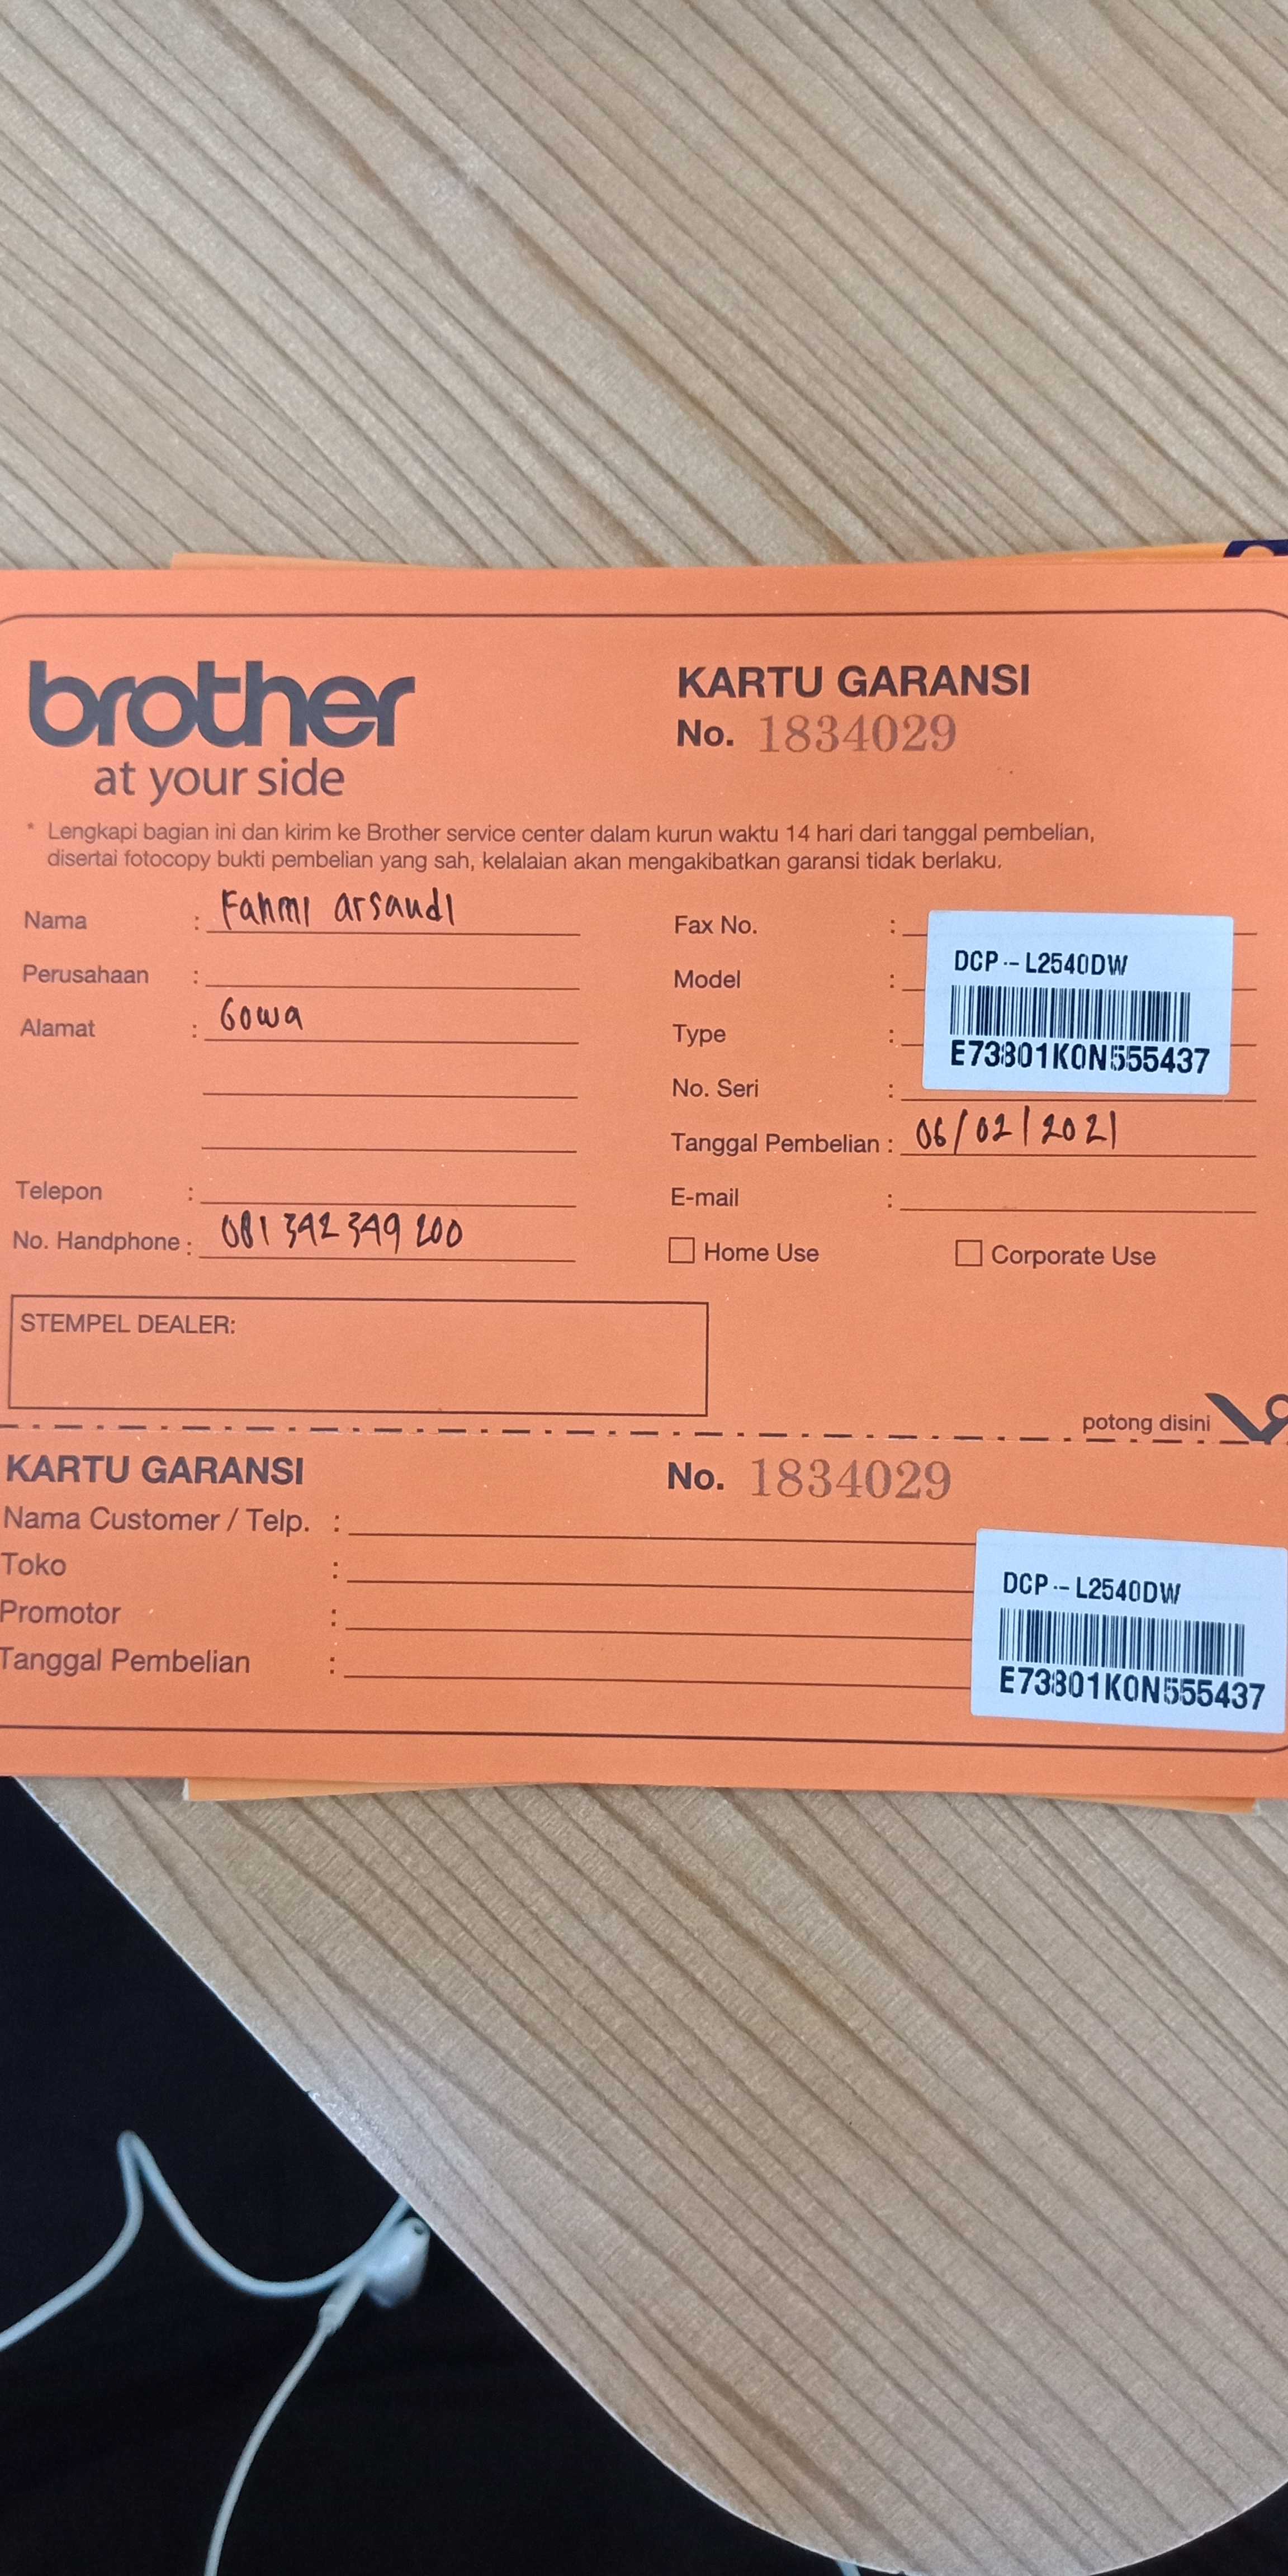 brother
at your side
KARTU GARANSI
No. 1834029
* Lengkapi bagian ini dan kirim ke Brother service center dalam kurun waktu 14 hari dari tanggal pembelian,
disertai fotocopy bukti pembelian yang sah, kelalaian akan mengakibatkan garansi tidak berlaku.
Nama : Fahmi arsaudi
Perusahaan :
Alamat : Gowa
Telepon :
No. Handphone : 081 342 349 200
Fax No. :
Model :
Type :
No. Seri :
DCP-L2540DW
E73801K0N555437
Tanggal Pembelian : 06/02/2021
E-mail :
Home Use
Corporate Use
STEMPEL DEALER:
potong disini
KARTU GARANSI
No. 1834029
Nama Customer / Telp. :
Toko :
Promotor :
Tanggal Pembelian :
DCP-L2540DW
E73801K0N555437